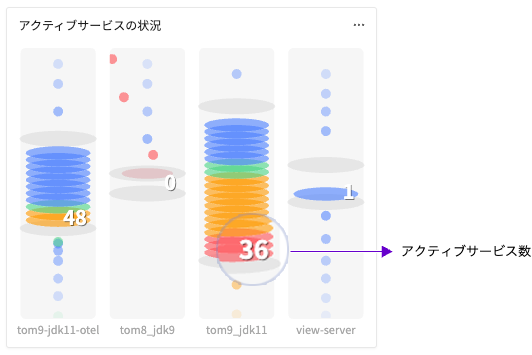 アクティブサービスの状況
...
48
0
36
1
アクティブサービス数
tom9-jdk11-otel
tom8_jdk9
tom9_jdk11
view-server